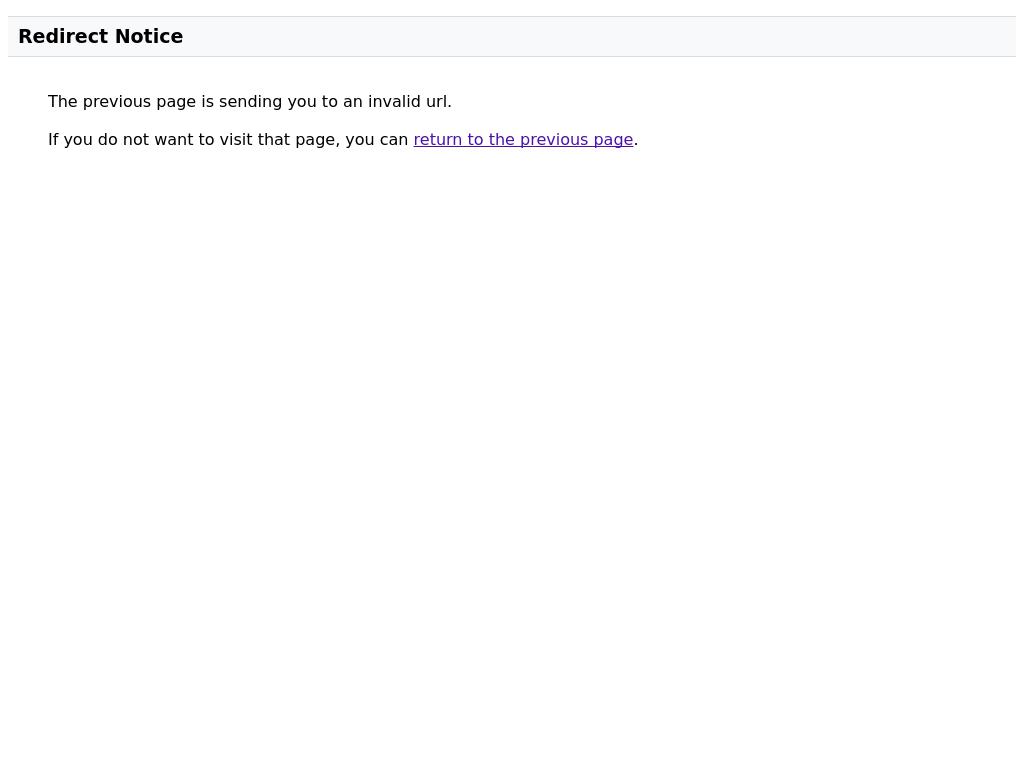 Redirect Notice
The previous page is sending you to an invalid url.
If you do not want to visit that page, you can return to the previous page.